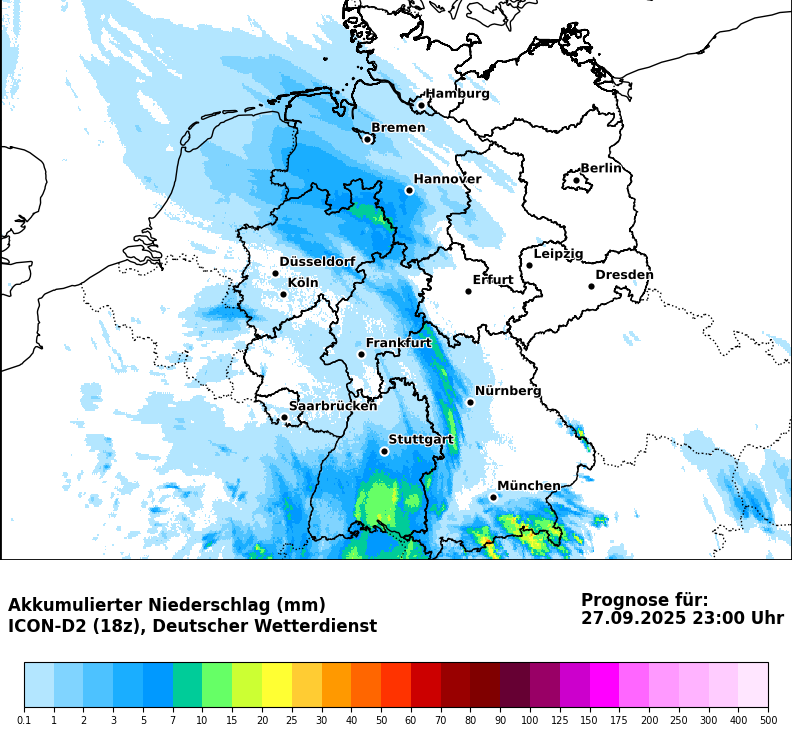 Hamburg
Bremen
Berlin
Hannover
Leipzig
Düsseldorf
Dresden
Erfurt
Köln
Frankfurt
Nürnberg
Saarbrücken
Stuttgart
München
Akkumulierter Niederschlag (mm)
ICON-D2 (18z), Deutscher Wetterdienst
Prognose für:
27.09.2025 23:00 Uhr
0.1 1 2 3 5 7 10 15 20 25 30 40 50 60 70 80 90 100 125 150 175 200 250 300 400 500